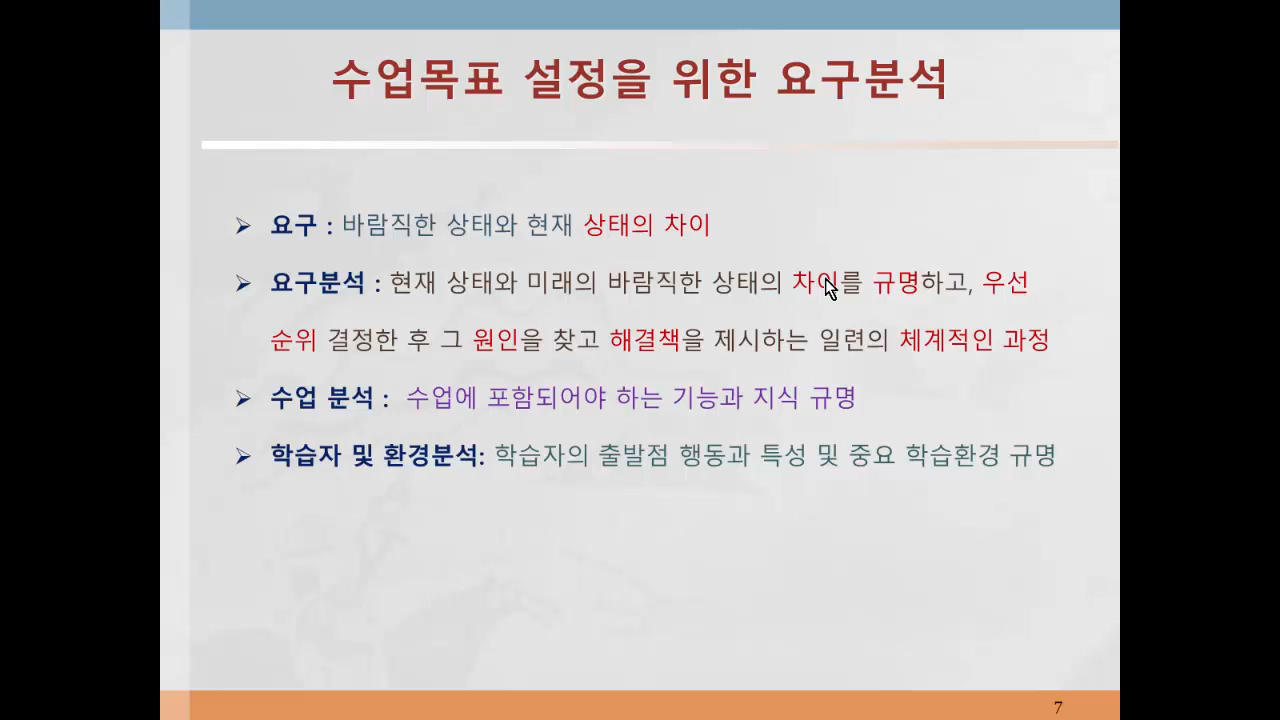 수업목표 설정을 위한 요구분석
➢ 요구 : 바람직한 상태와 현재 상태의 차이
➢ 요구분석 : 현재 상태와 미래의 바람직한 상태의 차이를 규명하고, 우선
순위 결정한 후 그 원인을 찾고 해결책을 제시하는 일련의 체계적인 과정
➢ 수업 분석 : 수업에 포함되어야 하는 기능과 지식 규명
➢ 학습자 및 환경분석: 학습자의 출발점 행동과 특성 및 중요 학습환경 규명
7